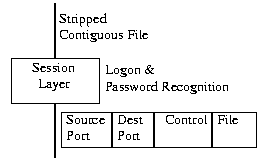 Stripped
Contiguous File
Session
Layer
Logon &
Password Recognition
Source
Port
Dest
Port
Control
File